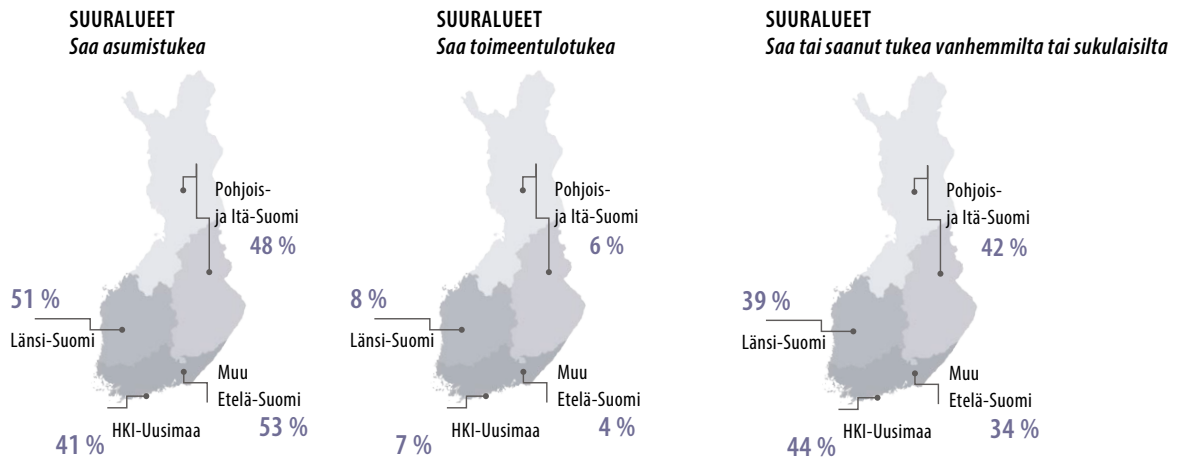 SUURALUEET
Saa asumistukea
Pohjois-
ja Itä-Suomi
48 %
51 %
Länsi-Suomi
Muu
Etelä-Suomi
53 %
HKI-Uusimaa
41 %
SUURALUEET
Saa toimeentulotukea
Pohjois-
ja Itä-Suomi
6 %
8 %
Länsi-Suomi
Muu
Etelä-Suomi
4 %
HKI-Uusimaa
7 %
SUURALUEET
Saa tai saanut tukea vanhemmilta tai sukulaisilta
Pohjois-
ja Itä-Suomi
42 %
39 %
Länsi-Suomi
Muu
Etelä-Suomi
34 %
HKI-Uusimaa
44 %